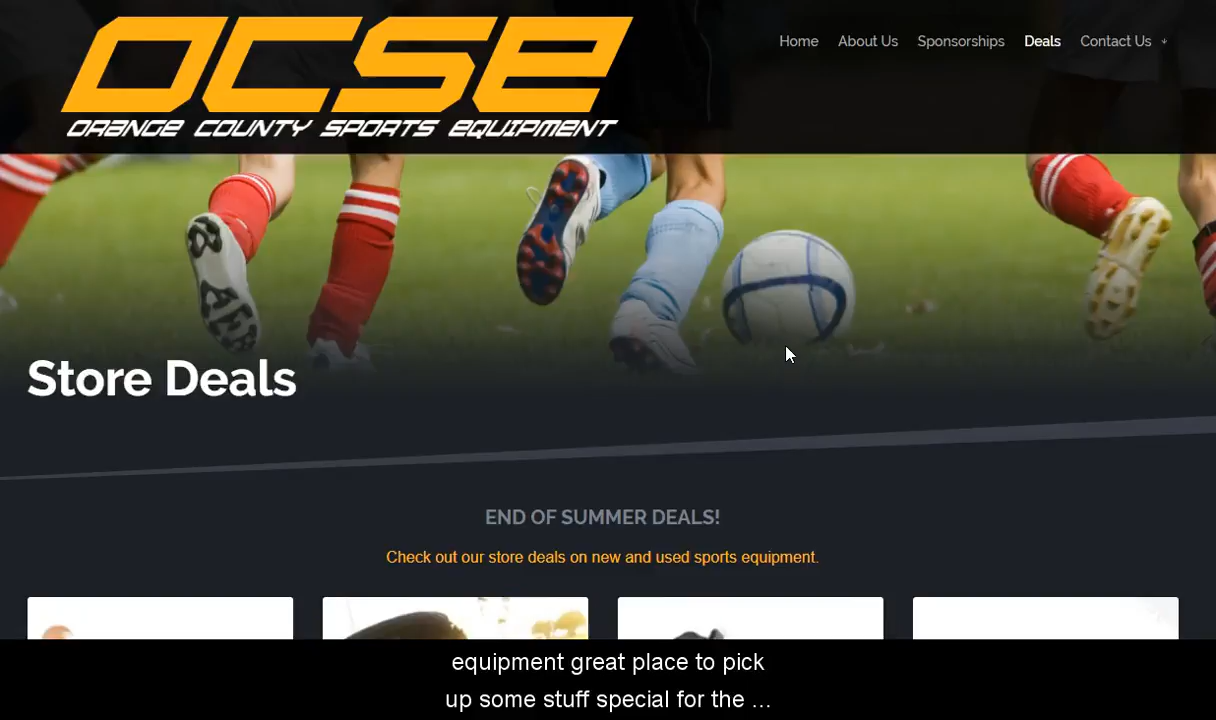 OCSE
ORANGE COUNTY SPORTS EQUIPMENT
Home About Us Sponsorships Deals Contact Us
Store Deals
END OF SUMMER DEALS!
Check out our store deals on new and used sports equipment.
equipment great place to pick
up some stuff special for the ...